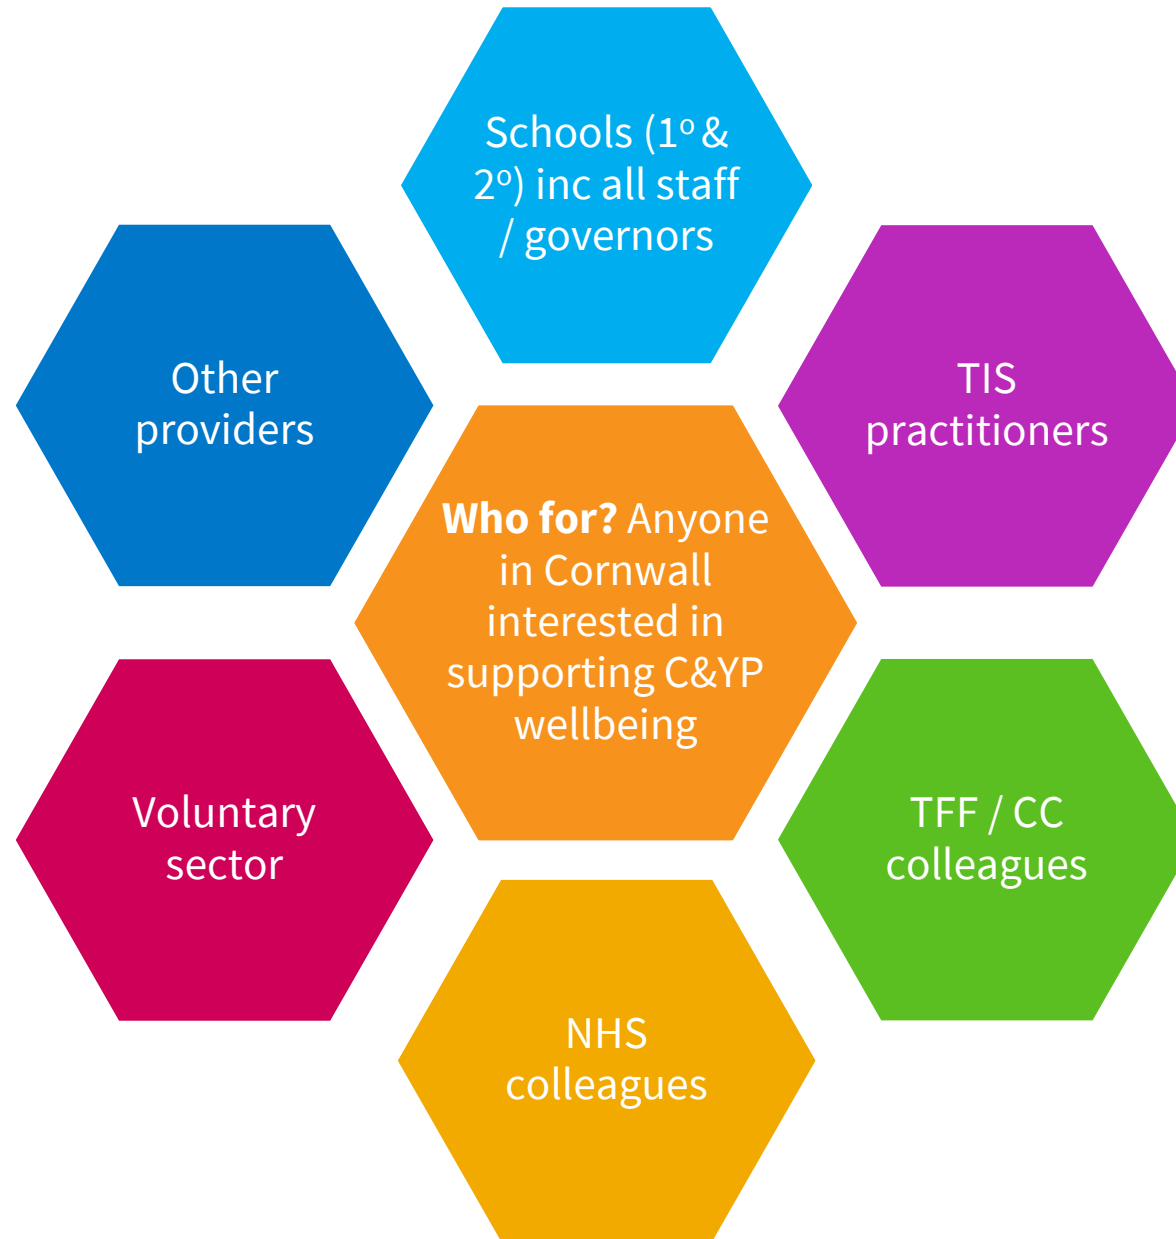 Schools (1º &
2º) inc all staff
/ governors
Other
providers
TIS
practitioners
Who for? Anyone
in Cornwall
interested in
supporting C&YP
wellbeing
Voluntary
sector
TFF / CC
colleagues
NHS
colleagues